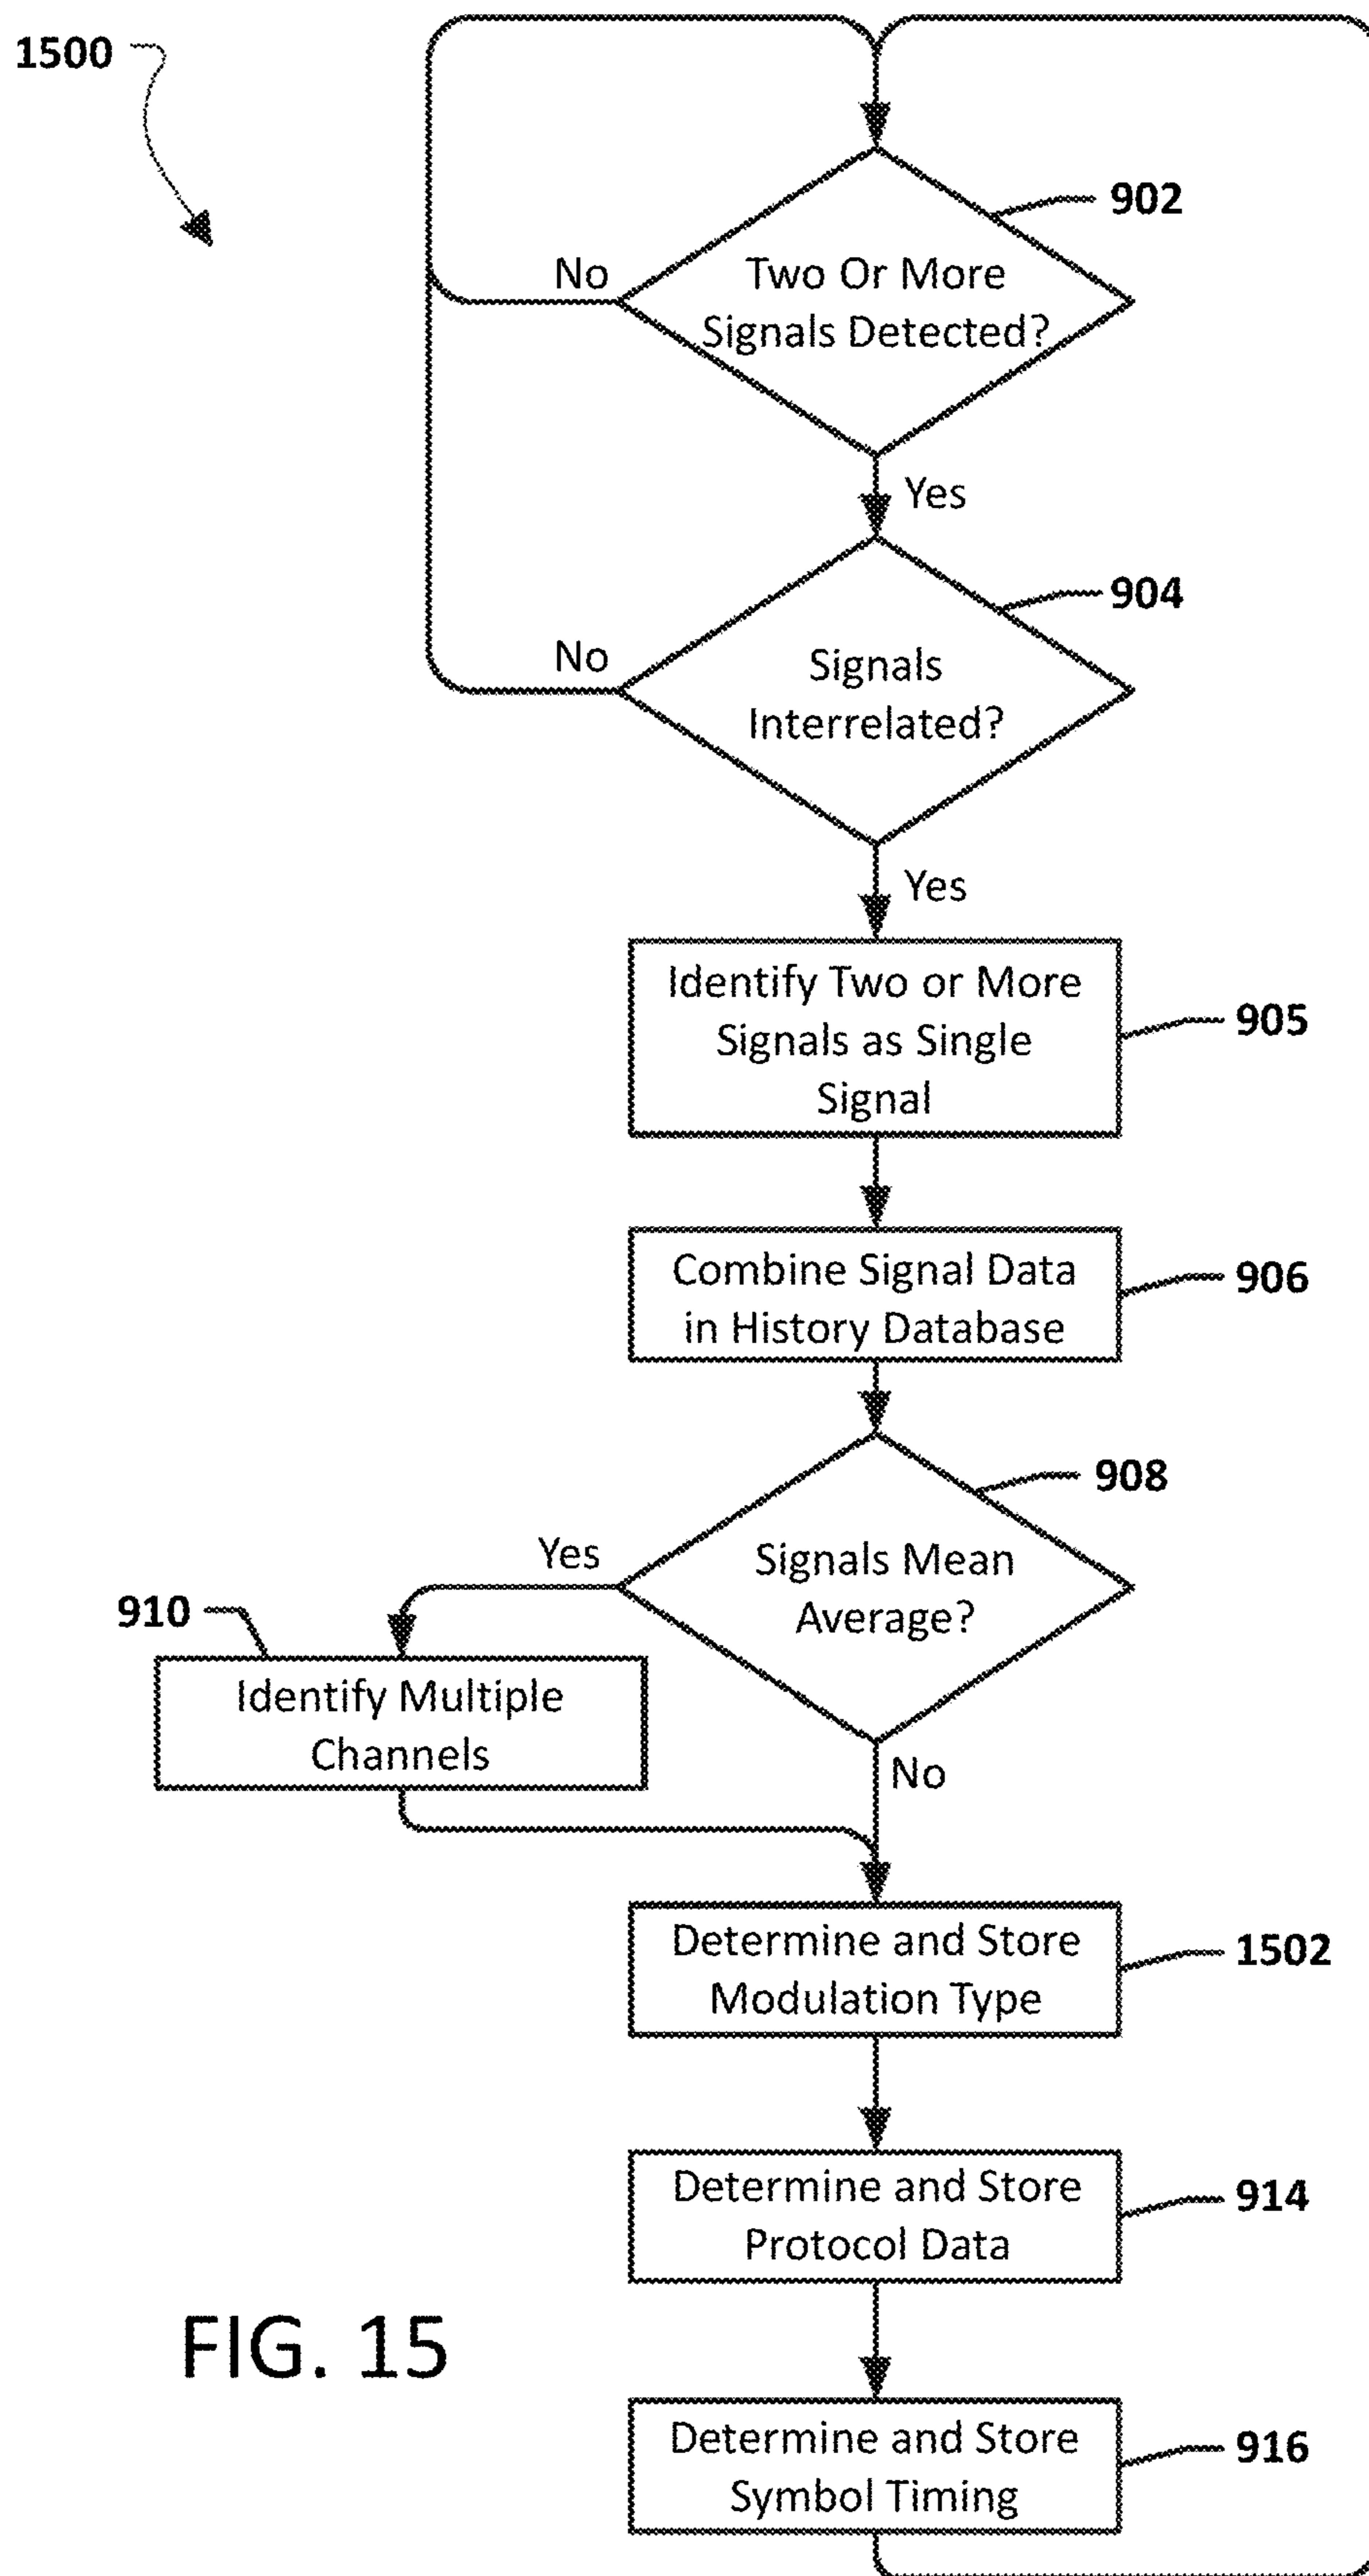 1500
902
No
Two Or More
Signals Detected?
Yes
904
No
Signals
Interrelated?
Yes
Identify Two or More
Signals as Single
Signal
905
Combine Signal Data
in History Database
906
908
Yes
Signals Mean
Average?
910
Identify Multiple
Channels
No
Determine and Store
Modulation Type
1502
Determine and Store
Protocol Data
914
FIG. 15
Determine and Store
Symbol Timing
916